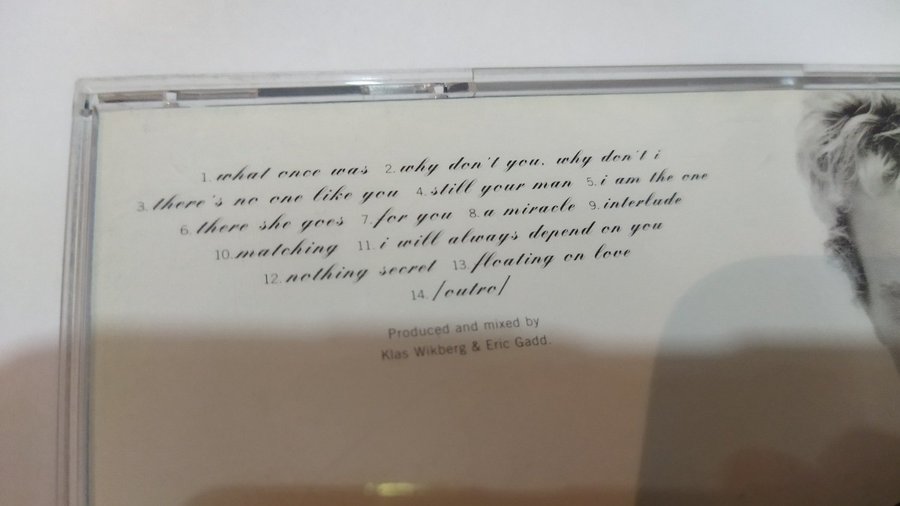 1. what once was 2. why don't you, why don't i
3. there's no one like you 4. still your man 5. i am the one
6. there she goes 7. for you 8. a miracle 9. interlude
10. matching 11. i will always depend on you
12. nothing secret 13. floating on love
14. /outro/
Produced and mixed by
Klas Wikberg & Eric Gadd.